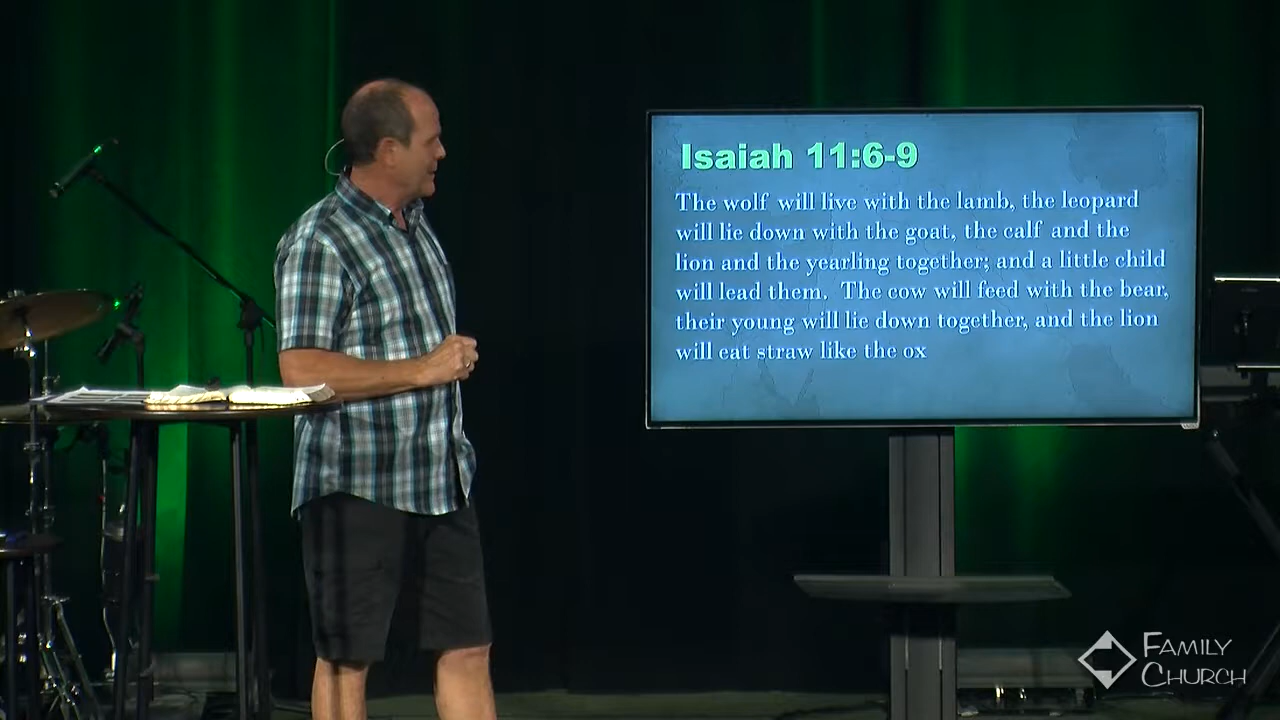 Isaiah 11:6-9
The wolf will live with the lamb, the leopard
will lie down with the goat, the calf and the
lion and the yearling together; and a little child
will lead them. The cow will feed with the bear,
their young will lie down together, and the lion
will eat straw like the ox
FAMILY
CHURCH